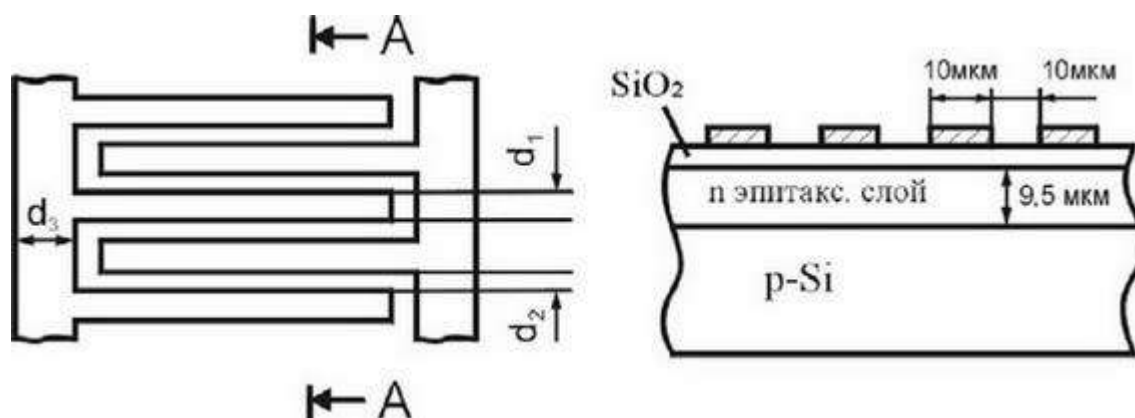 A
d₁
d₃
d₂
A
10мкм 10мкм
SiO₂
n эпитакс. слой
9,5 мкм
p-Si